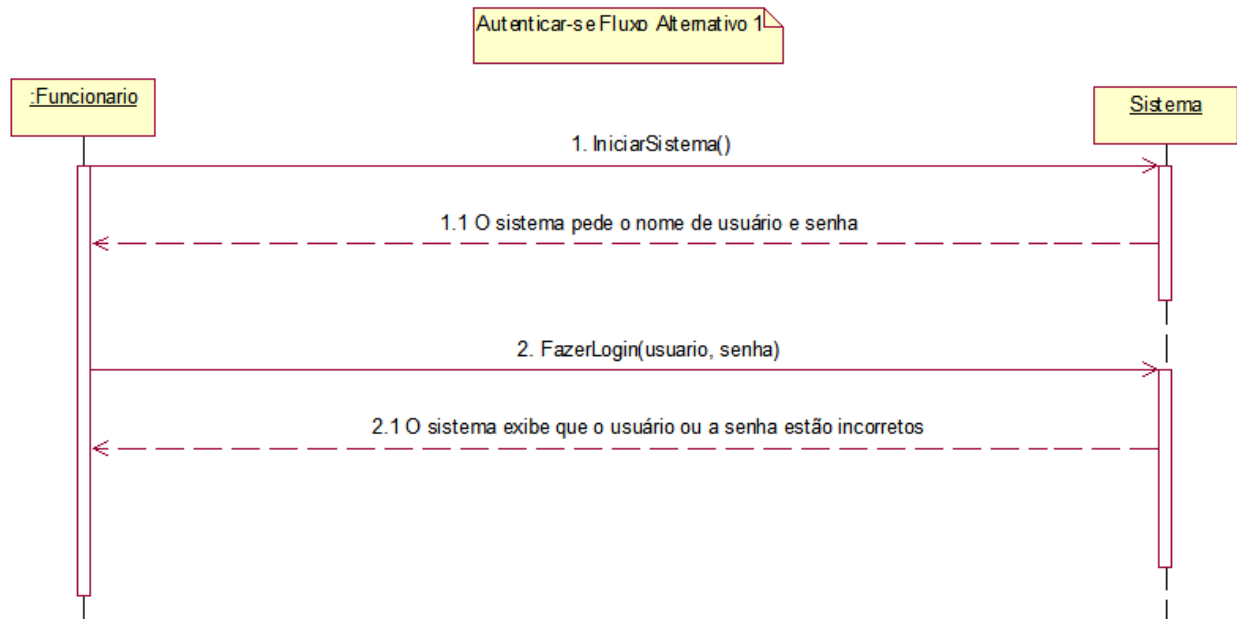 Autenticar-se Fluxo Alternativo 1
:Funcionario
Sistema
1. IniciarSistema()
1.1 O sistema pede o nome de usuário e senha
2. FazerLogin(usuario, senha)
2.1 O sistema exibe que o usuário ou a senha estão incorretos